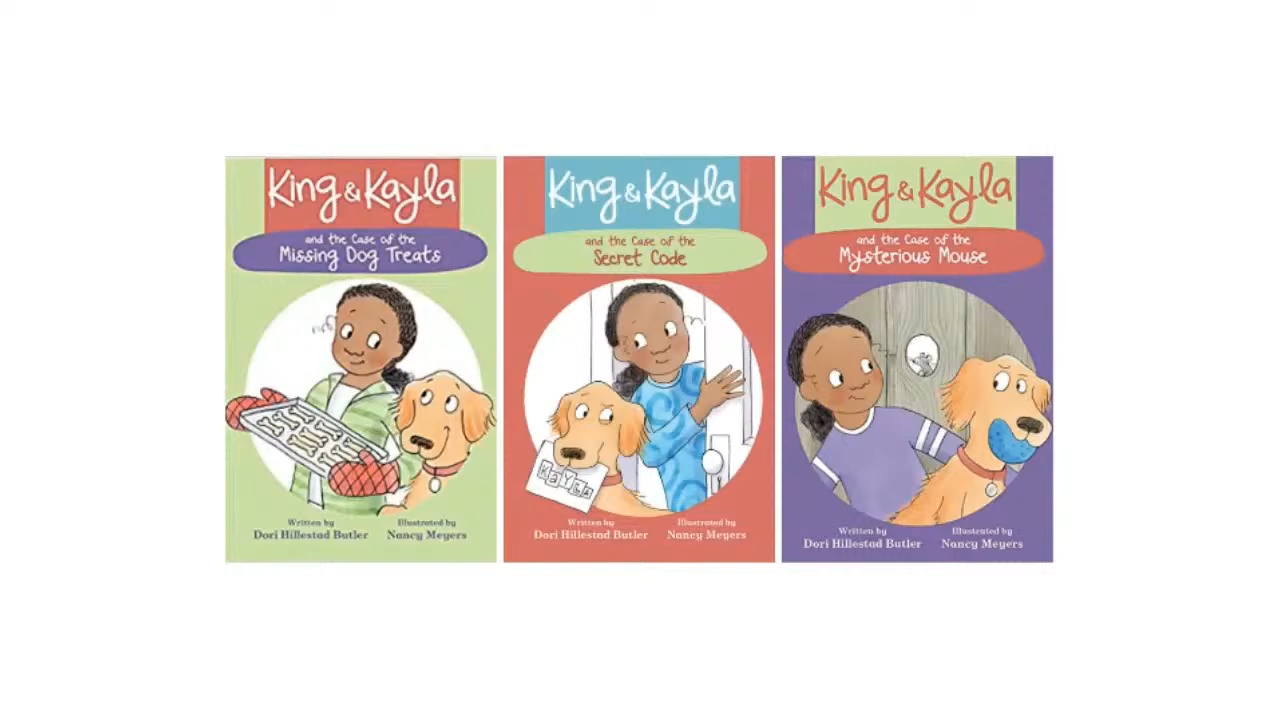 King & Kayla
and the Case of the
Missing Dog Treats
Written by
Dori Hillestad Butler
Illustrated by
Nancy Meyers
King & Kayla
and the Case of the
Secret Code
KAYLA
Written by
Dori Hillestad Butler
Illustrated by
Nancy Meyers
King & Kayla
and the Case of the
Mysterious Mouse
Written by
Dori Hillestad Butler
Illustrated by
Nancy Meyers